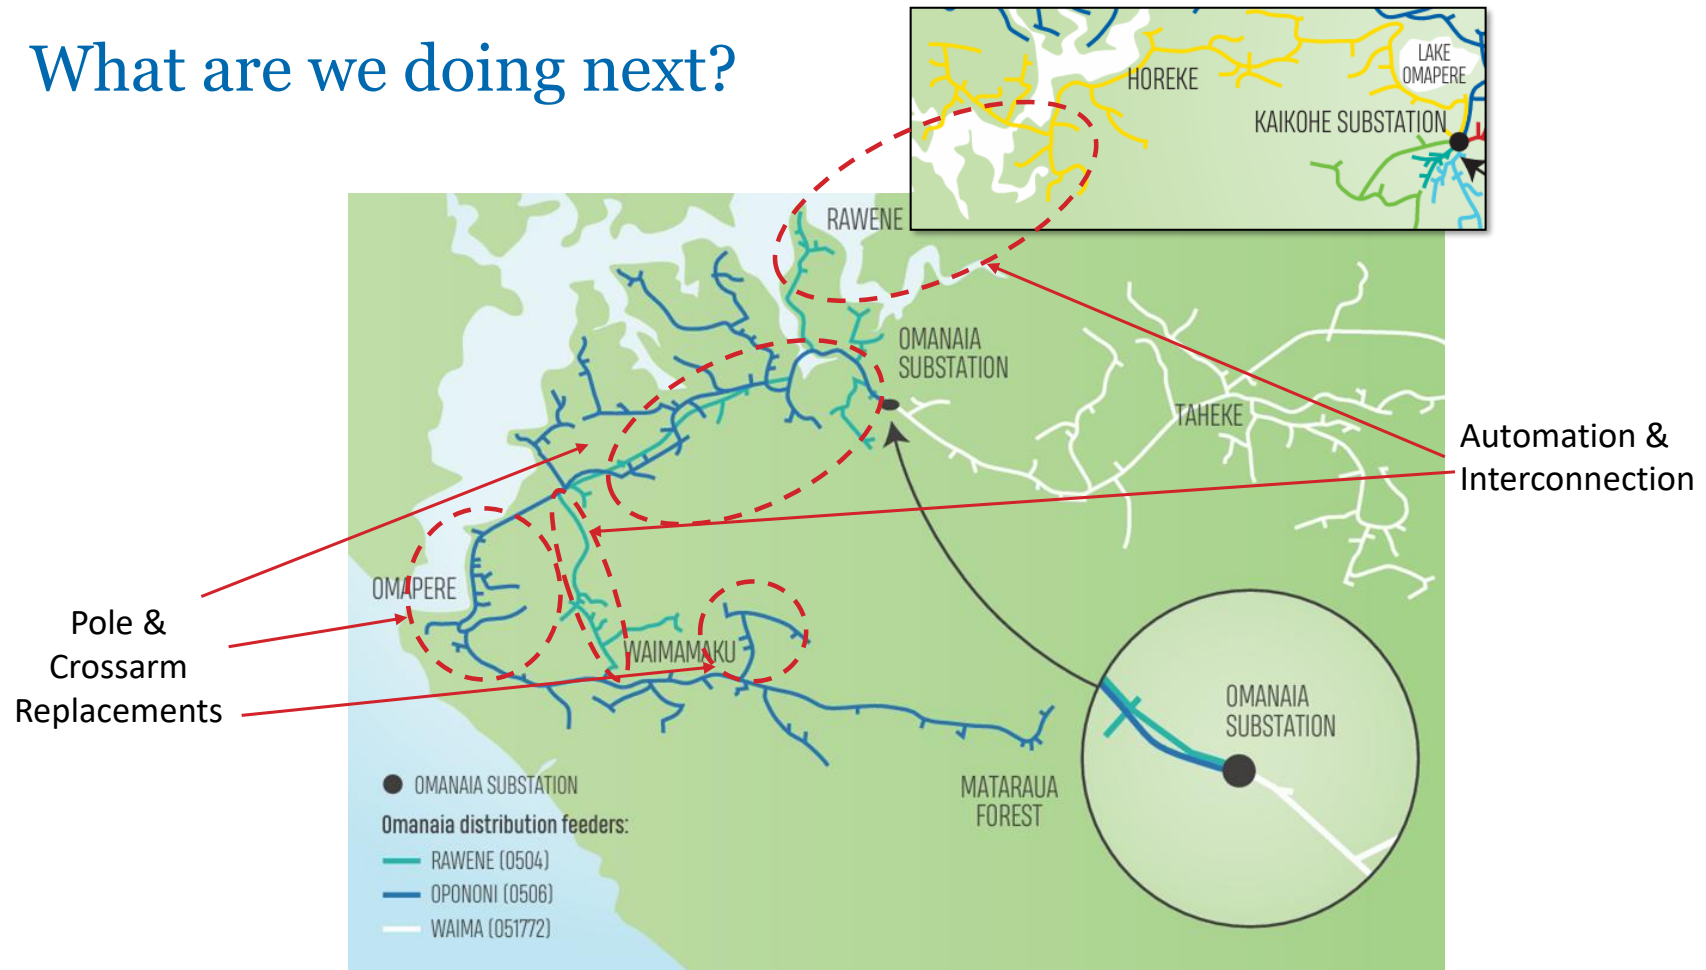 What are we doing next?
LAKE
OMAPERE
HOREKE
KAIKOHE SUBSTATION
RAWENE
OMANAIA
SUBSTATION
TAHEKE
Automation &
Interconnection
OMAPERE
Pole &
Crossarm
Replacements
WAIMAMAKU
OMANAIA
SUBSTATION
MATARAUA
FOREST
OMANAIA SUBSTATION
Omanaia distribution feeders:
RAWENE (0504)
OPONONI (0506)
WAIMA (051772)